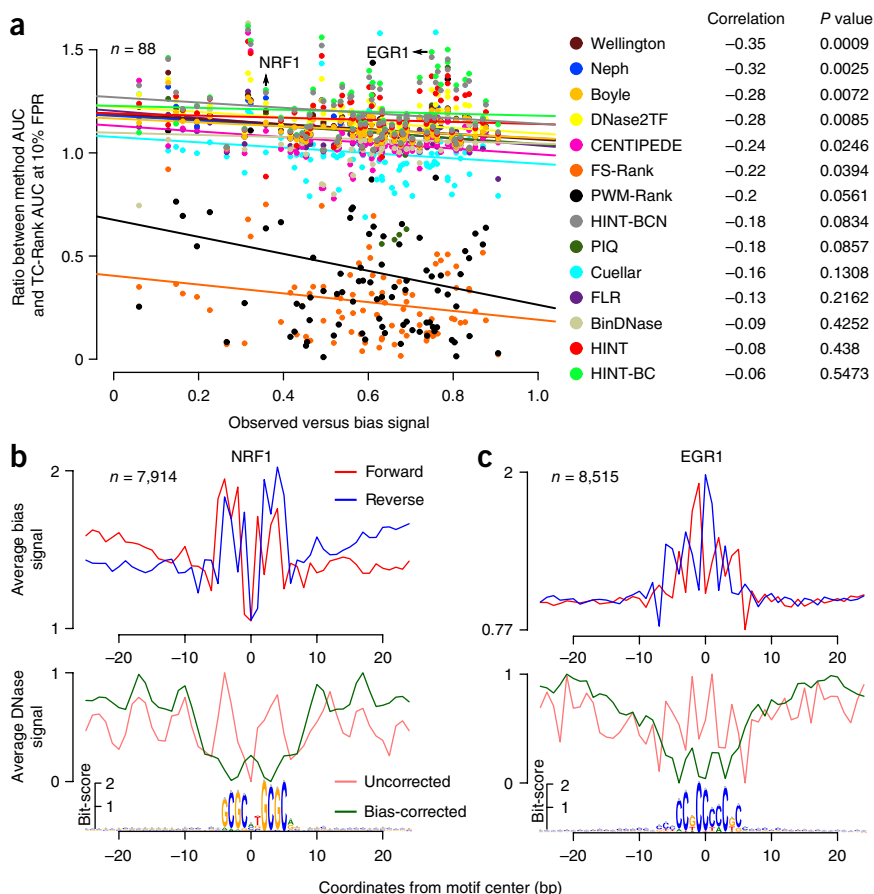 a
n = 88
NRF1
EGR1
1.5
1.0
0.5
0
Ratio between method AUC
and TC-Rank AUC at 10% FPR
0 0.2 0.4 0.6 0.8 1.0
Observed versus bias signal
Correlation P value
Wellington –0.35 0.0009
Neph –0.32 0.0025
Boyle –0.28 0.0072
DNase2TF –0.28 0.0085
CENTIPEDE –0.24 0.0246
FS-Rank –0.22 0.0394
PWM-Rank –0.2 0.0561
HINT-BCN –0.18 0.0834
PIQ –0.18 0.0857
Cuellar –0.16 0.1308
FLR –0.13 0.2162
BinDNase –0.09 0.4252
HINT –0.08 0.438
HINT-BC –0.06 0.5473
b
NRF1
n = 7,914
Forward
Reverse
2
1
Average bias
signal
–20 –10 0 10 20
1
0
Average DNase
signal
Uncorrected
Bias-corrected
Bit-score
2
1
GCGC TGCGC
–20 –10 0 10 20
c
EGR1
n = 8,515
2
0.77
–20 –10 0 10 20
1
0
Bit-score
2
1
–20 –10 0 10 20
Coordinates from motif center (bp)